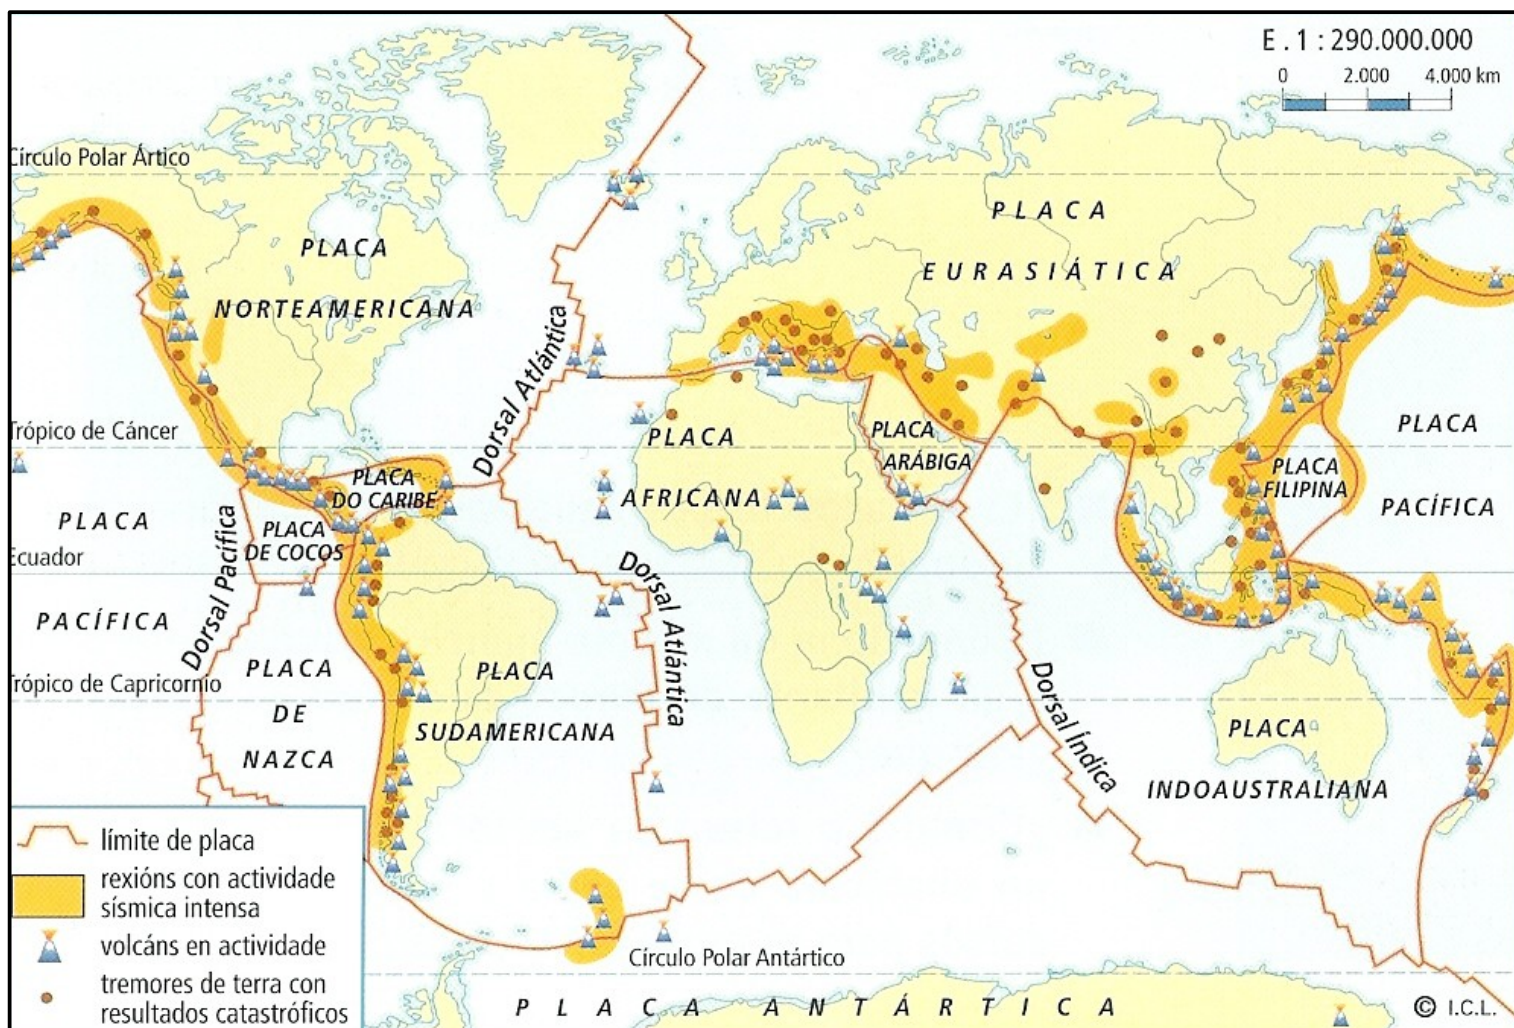 E. 1 : 290.000.000
0 2.000 4.000 km
Círculo Polar Ártico
PLACA
NORTEAMERICANA
PLACA
EURASIÁTICA
Dorsal Atlántica
Trópico de Cáncer
PLACA
DO CARIBE
PLACA
AFRICANA
PLACA
ARÁBIGA
PLACA
FILIPINA
PLACA
PACÍFICA
PLACA
PACÍFICA
PLACA
DE COCOS
Ecuador
Dorsal Pacífica
Dorsal Atlántica
Trópico de Capricornio
PLACA
DE
NAZCA
PLACA
SUDAMERICANA
Dorsal Índica
PLACA
INDOAUSTRALIANA
límite de placa
rexións con actividade
sísmica intensa
volcáns en actividade
tremores de terra con
resultados catastróficos
Círculo Polar Antártico
PLACA ANTÁRTICA
© I.C.L.